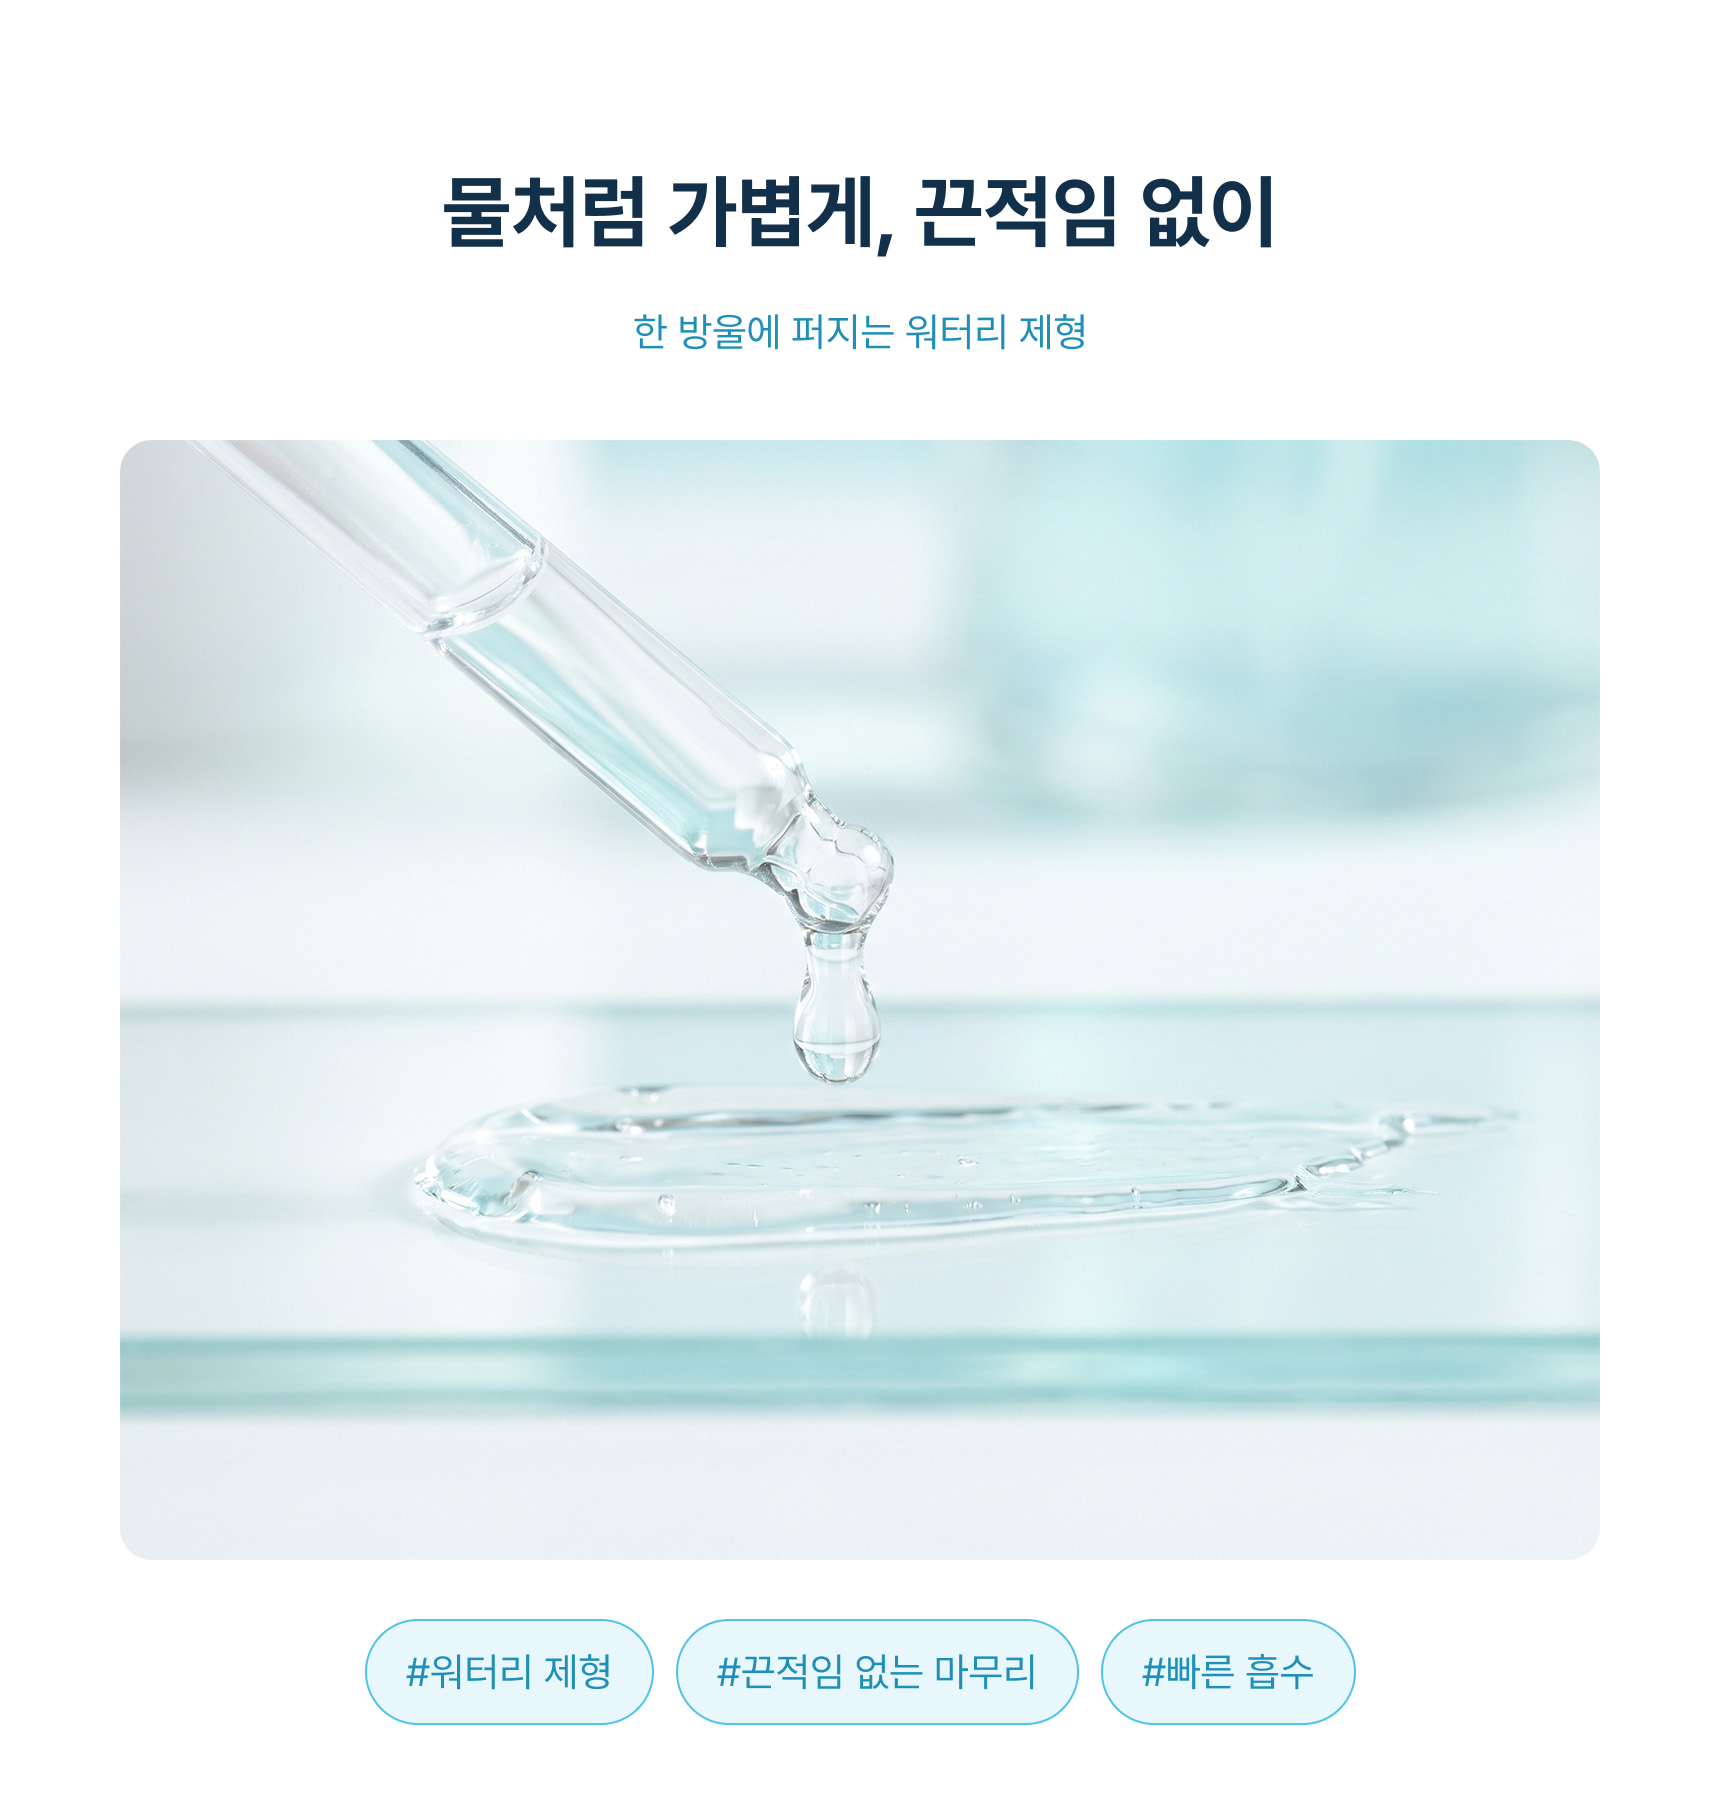 물처럼 가볍게, 끈적임 없이
한 방울에 퍼지는 워터리 제형
#워터리 제형
#끈적임 없는 마무리
#빠른 흡수